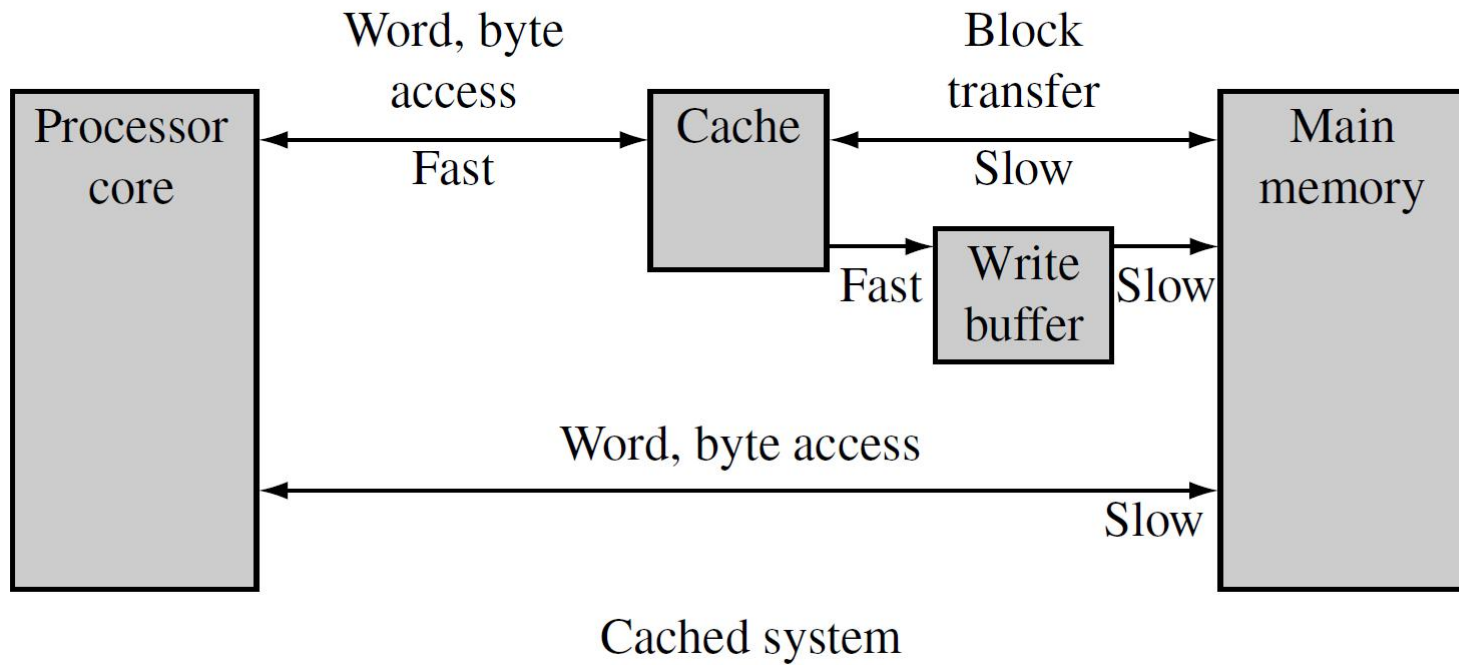 Word, byte
access
Fast
Block
transfer
Slow
Processor
core
Cache
Main
memory
Fast
Write
buffer
Slow
Word, byte access
Slow
Cached system